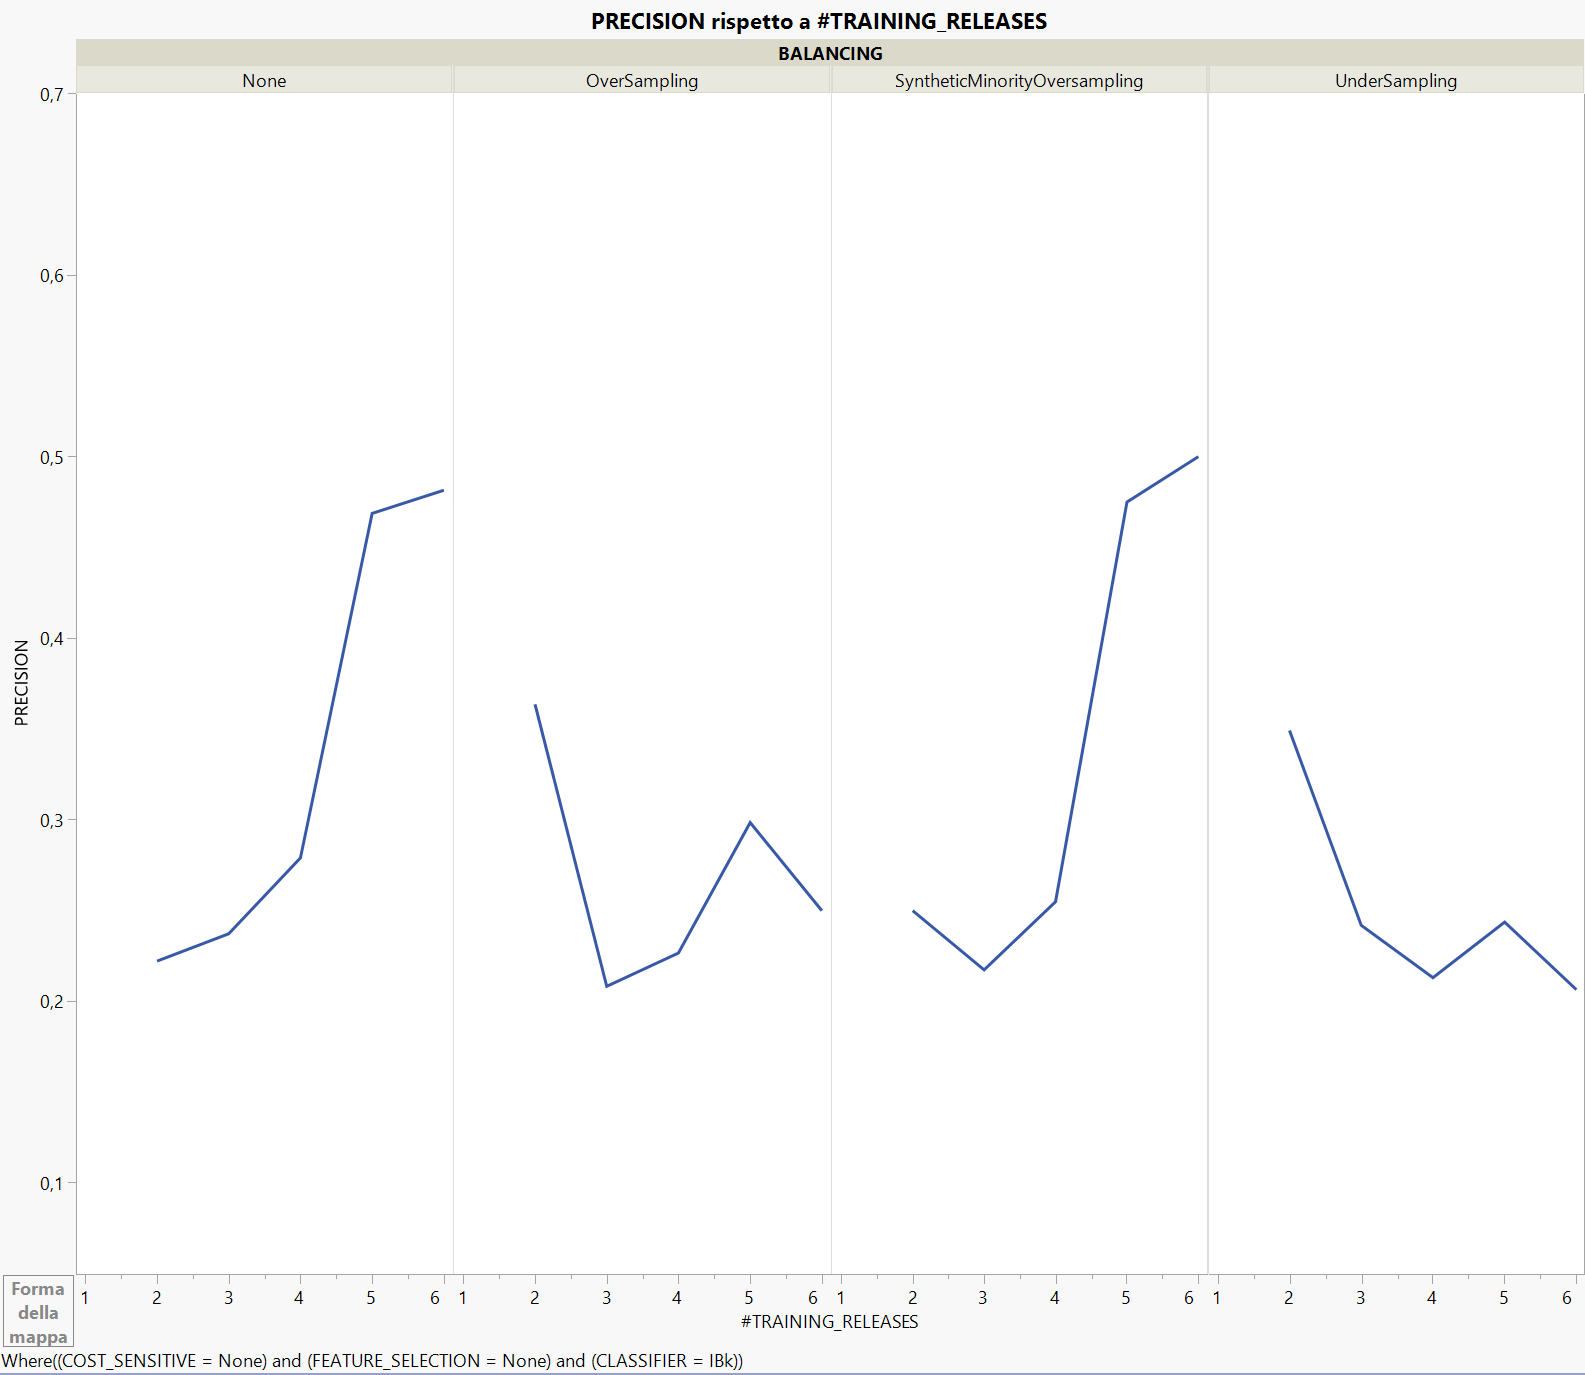 PRECISION rispetto a #TRAINING_RELEASES
BALANCING
None OverSampling SyntheticMinorityOversampling UnderSampling
0,7
0,6
0,5
0,4
0,3
0,2
0,1
PRECISION
1 2 3 4 5 6 1 2 3 4 5 6 1 2 3 4 5 6 1 2 3 4 5 6
#TRAINING_RELEASES
Forma
della
mappa
Where((COST_SENSITIVE = None) and (FEATURE_SELECTION = None) and (CLASSIFIER = IBk))